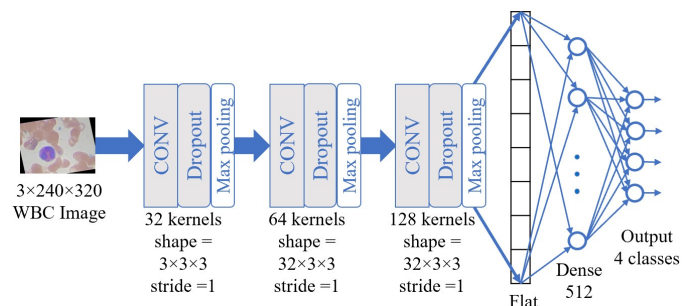 3×240×320
WBC Image
CONV
Dropout
Max pooling
32 kernels
shape =
3×3×3
stride =1
CONV
Dropout
Max pooling
64 kernels
shape =
32×3×3
stride =1
CONV
Dropout
Max pooling
128 kernels
shape =
32×3×3
stride =1
Flat
Dense
512
Output
4 classes